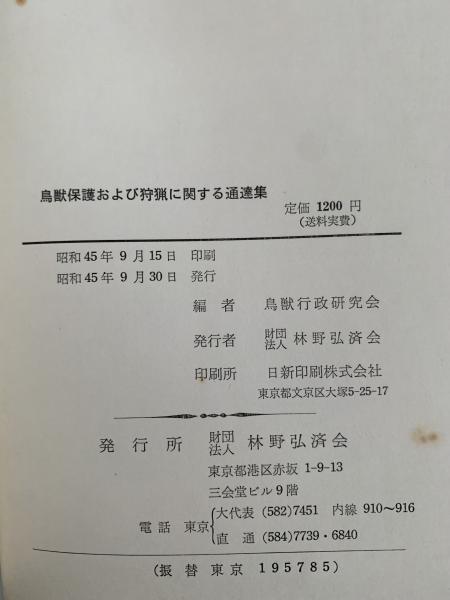 鳥獣保護および狩猟に関する通達集
定価 1200 円
(送料実費)
昭和 45 年 9 月 15 日 印刷
昭和 45 年 9 月 30 日 発行
編者 鳥獣行政研究会
発行者 財団法人 林野弘済会
印刷所 日新印刷株式会社
東京都文京区大塚5-25-17
発行所 財団法人 林野弘済会
東京都港区赤坂 1-9-13
三会堂ビル 9 階
電話 東京 大代表 (582)7451 内線 910〜916
直通 (584)7739・6840
(振替東京 195785)